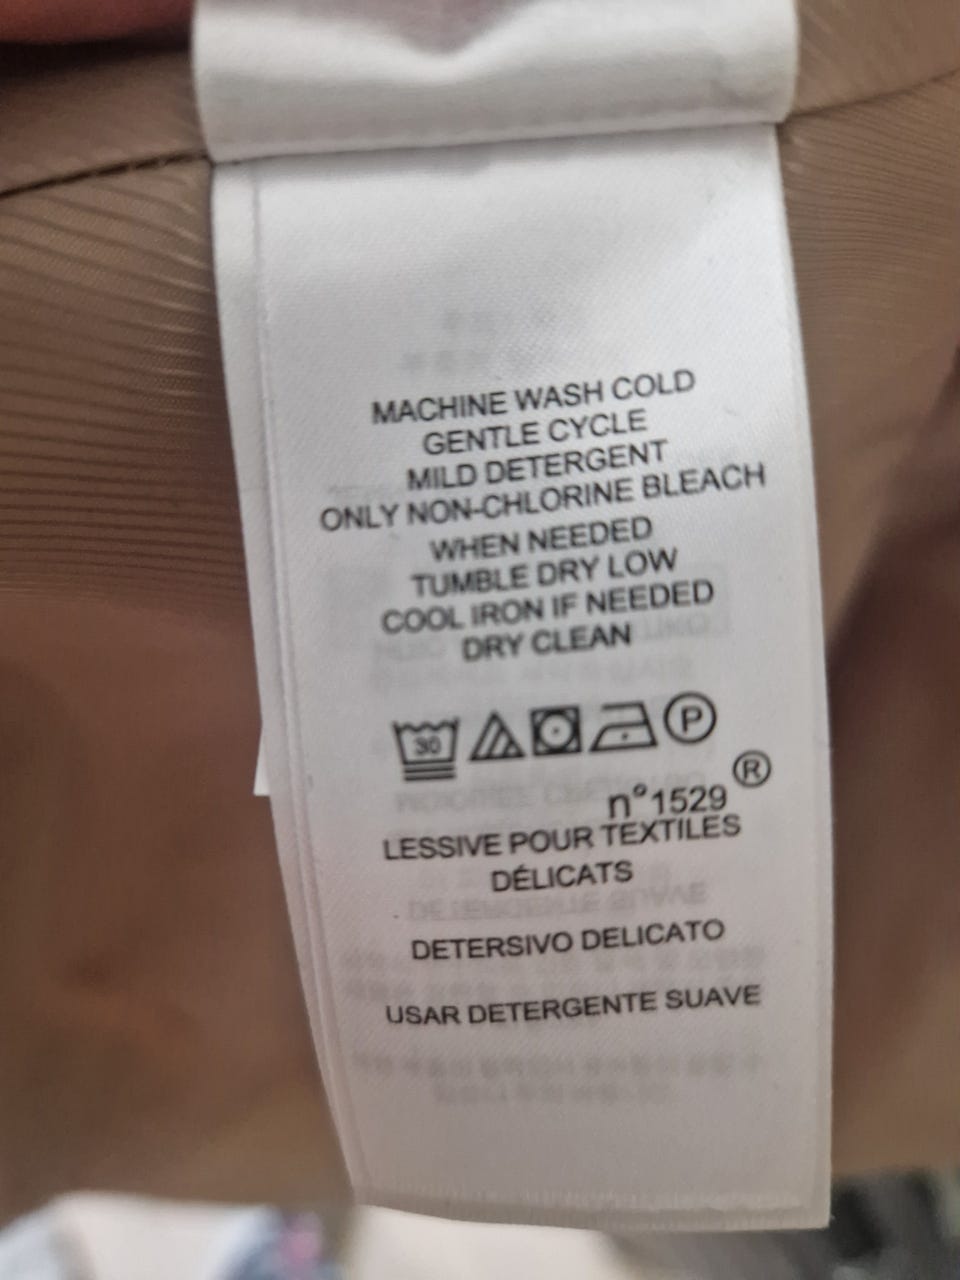 MACHINE WASH COLD
GENTLE CYCLE
MILD DETERGENT
ONLY NON-CHLORINE BLEACH
WHEN NEEDED
TUMBLE DRY LOW
COOL IRON IF NEEDED
DRY CLEAN
30 P
®
n°1529
LESSIVE POUR TEXTILES
DÉLICATS
DETERSIVO DELICATO
USAR DETERGENTE SUAVE